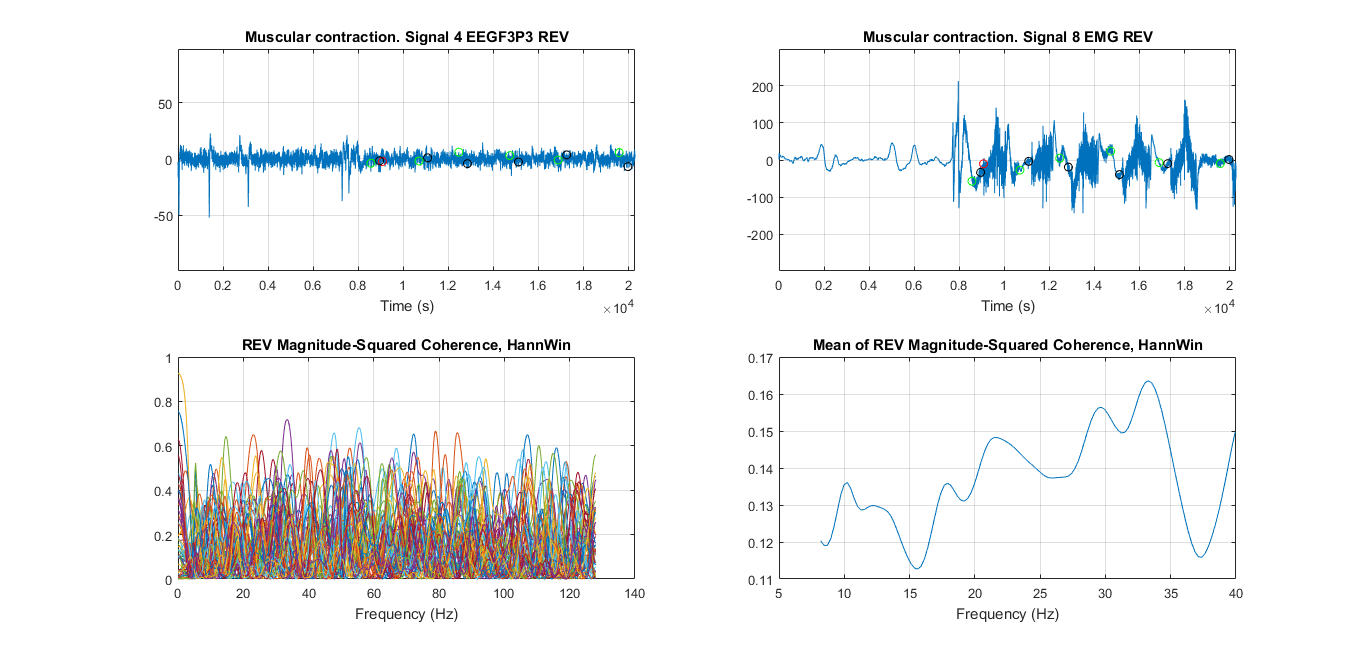 Muscular contraction. Signal 4 EEGF3P3 REV
50
0
-50
0 0.2 0.4 0.6 0.8 1 1.2 1.4 1.6 1.8 2
Time (s)
×10^4
Muscular contraction. Signal 8 EMG REV
200
100
0
-100
-200
0 0.2 0.4 0.6 0.8 1 1.2 1.4 1.6 1.8 2
Time (s)
×10^4
REV Magnitude-Squared Coherence, HannWin
1
0.8
0.6
0.4
0.2
0
0 20 40 60 80 100 120 140
Frequency (Hz)
Mean of REV Magnitude-Squared Coherence, HannWin
0.17
0.16
0.15
0.14
0.13
0.12
0.11
5 10 15 20 25 30 35 40
Frequency (Hz)